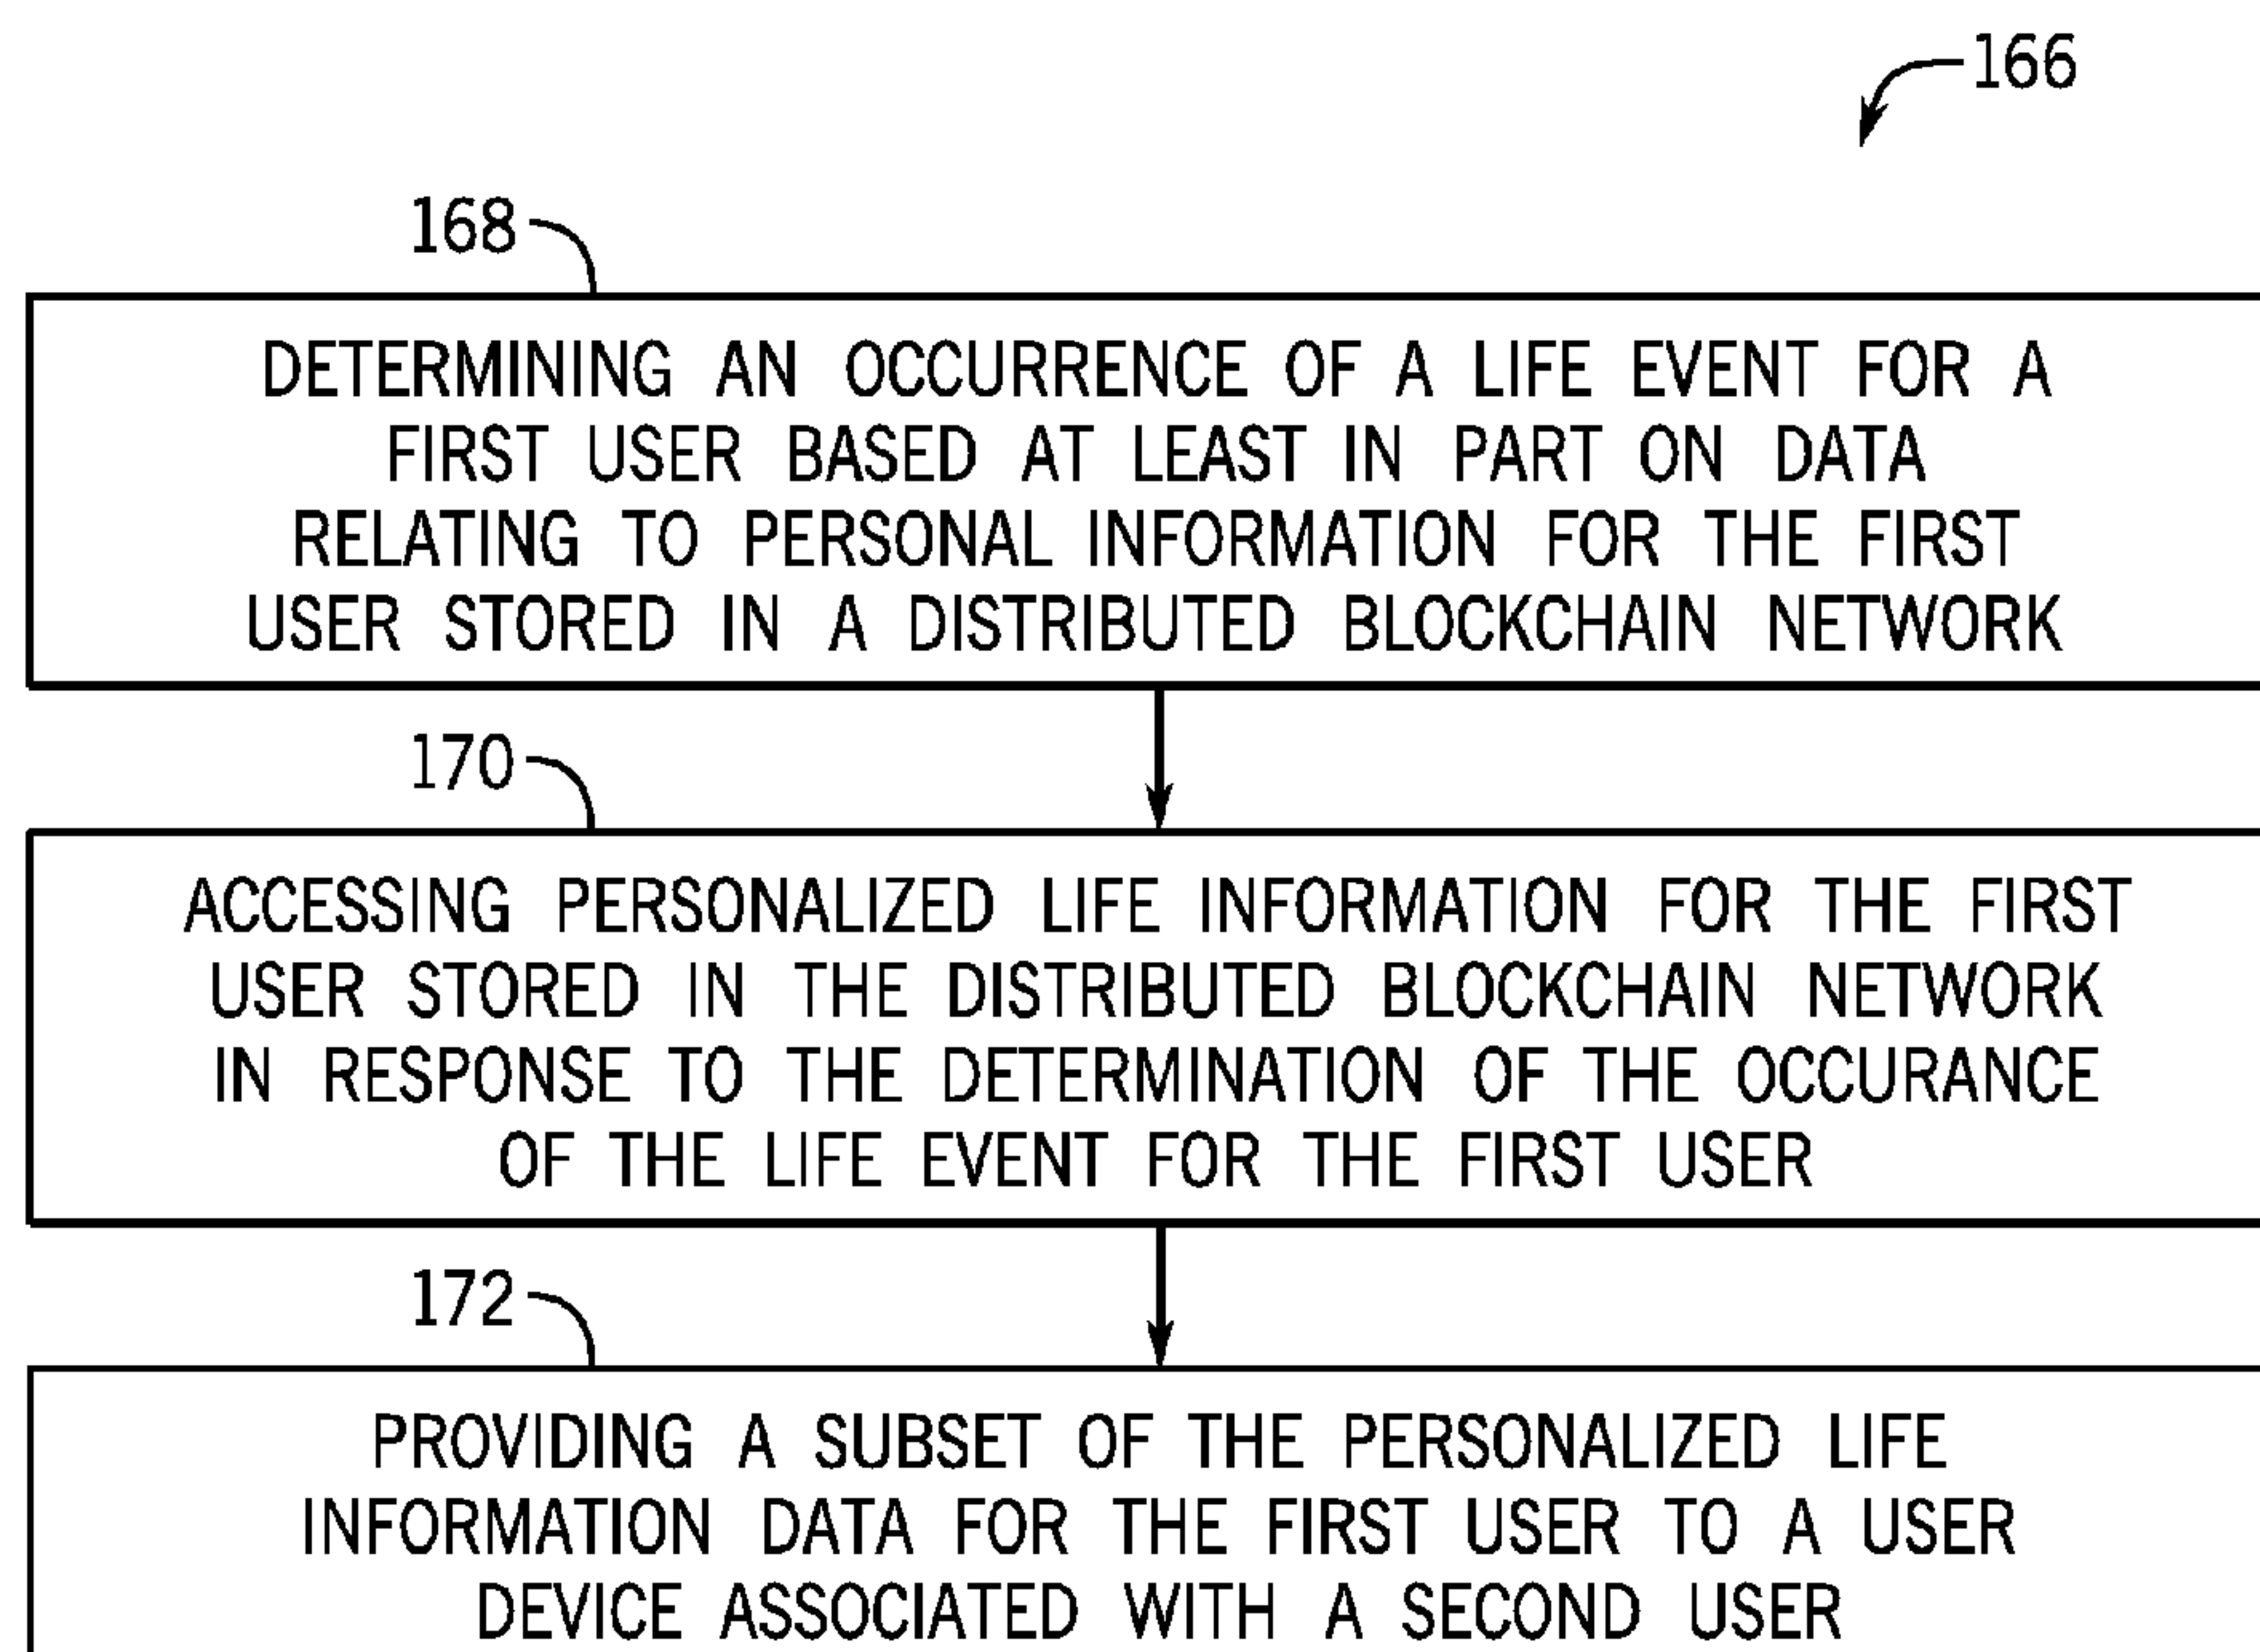 166
168
DETERMINING AN OCCURRENCE OF A LIFE EVENT FOR A
FIRST USER BASED AT LEAST IN PART ON DATA
RELATING TO PERSONAL INFORMATION FOR THE FIRST
USER STORED IN A DISTRIBUTED BLOCKCHAIN NETWORK
170
ACCESSING PERSONALIZED LIFE INFORMATION FOR THE FIRST
USER STORED IN THE DISTRIBUTED BLOCKCHAIN NETWORK
IN RESPONSE TO THE DETERMINATION OF THE OCCURANCE
OF THE LIFE EVENT FOR THE FIRST USER
172
PROVIDING A SUBSET OF THE PERSONALIZED LIFE
INFORMATION DATA FOR THE FIRST USER TO A USER
DEVICE ASSOCIATED WITH A SECOND USER